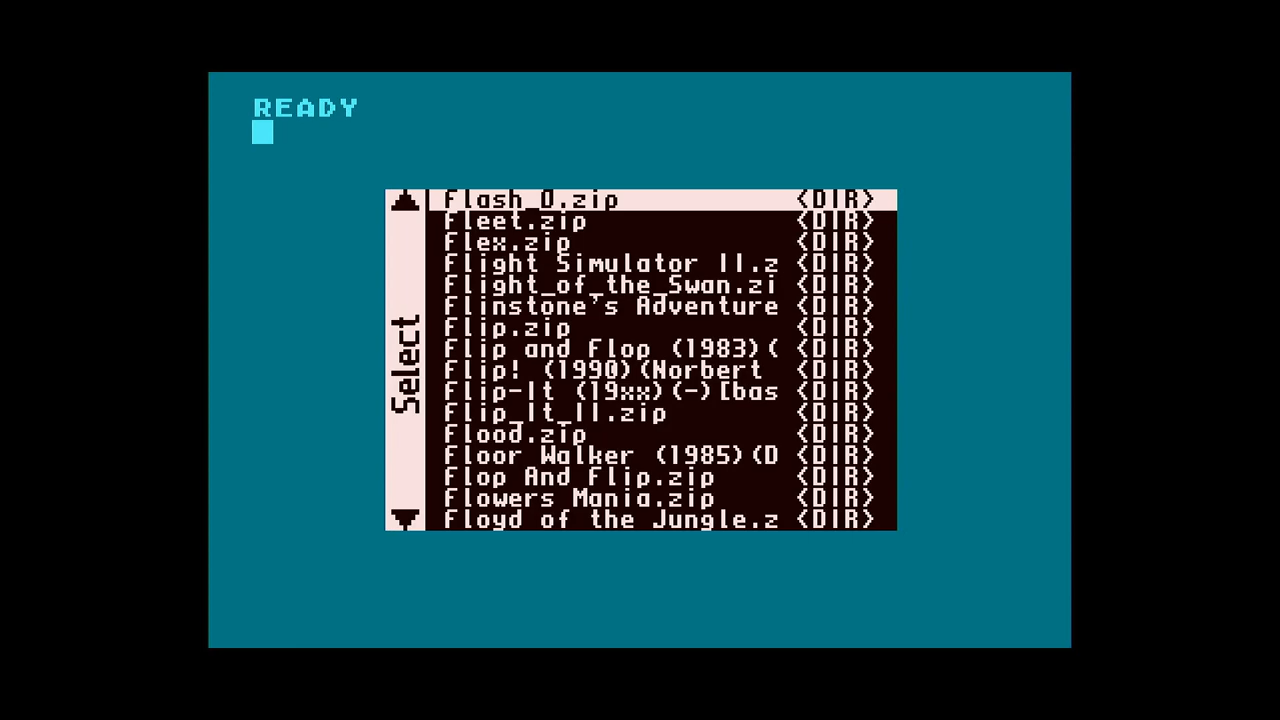 READY
Select
Flash_O.zip <DIR>
Fleet.zip <DIR>
Flex.zip <DIR>
Flight Simulator II.z <DIR>
Flight_of_the_Swan.zi <DIR>
Flinstone's Adventure <DIR>
Flip.zip <DIR>
Flip and Flop (1983)( <DIR>
Flip! (1990)(Norbert <DIR>
Flip-It (19xx)(-)[bas <DIR>
Flip_It_II.zip <DIR>
Flood.zip <DIR>
Floor Walker (1985)(D <DIR>
Flop And Flip.zip <DIR>
Flowers Mania.zip <DIR>
Floyd of the Jungle.z <DIR>